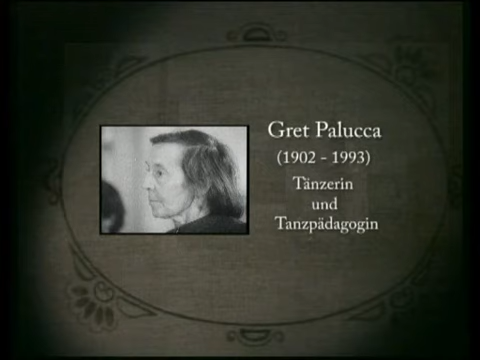 Gret Palucca
(1902 - 1993)
Tänzerin
und
Tanzpädagogin